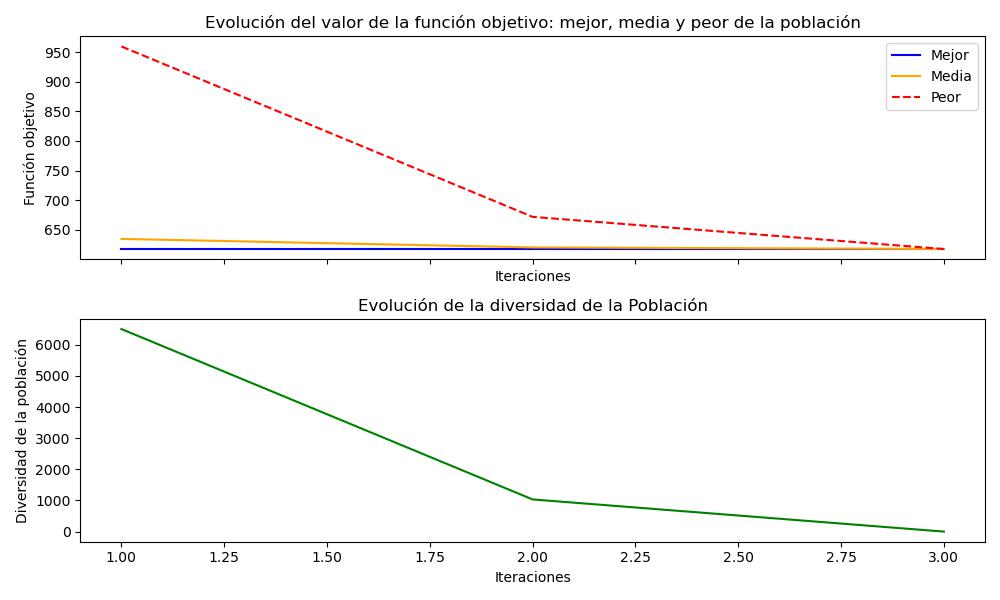 Evolución del valor de la función objetivo: mejor, media y peor de la población
Función objetivo
950
900
850
800
750
700
650
Mejor
Media
Peor
Iteraciones
Evolución de la diversidad de la Población
Diversidad de la población
6000
5000
4000
3000
2000
1000
0
1.00 1.25 1.50 1.75 2.00 2.25 2.50 2.75 3.00
Iteraciones